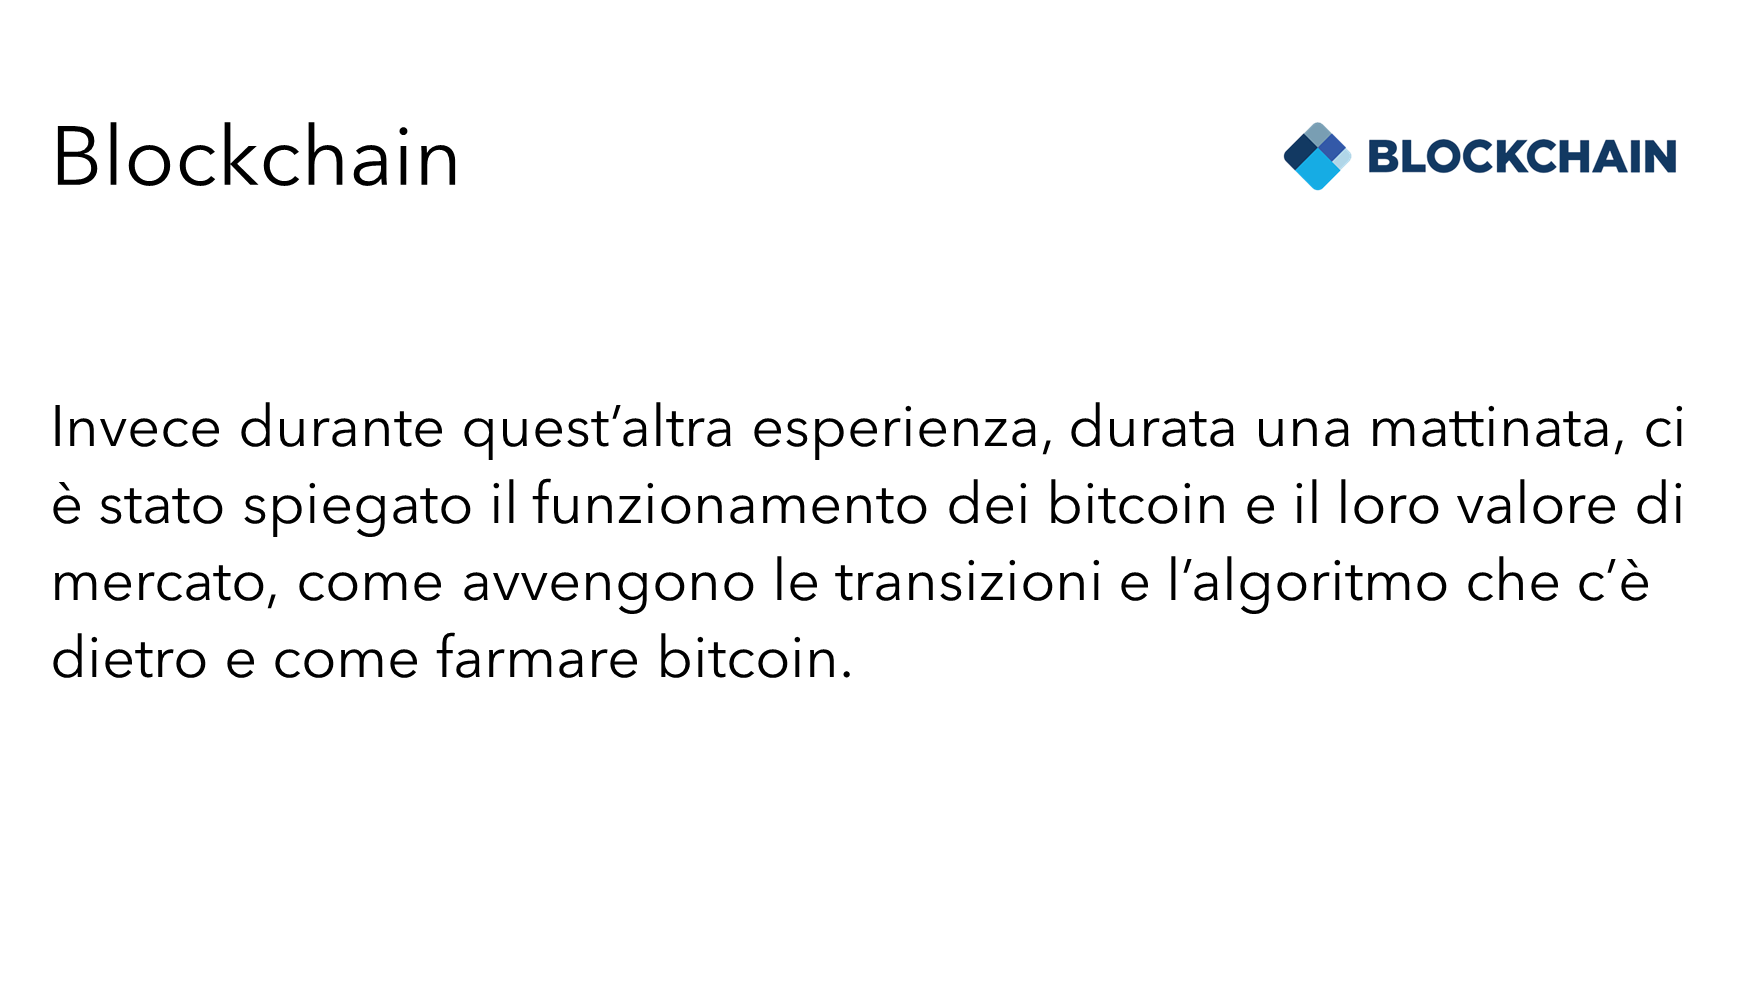 Blockchain
BLOCKCHAIN
Invece durante quest’altra esperienza, durata una mattinata, ci
è stato spiegato il funzionamento dei bitcoin e il loro valore di
mercato, come avvengono le transizioni e l’algoritmo che c’è
dietro e come farmare bitcoin.